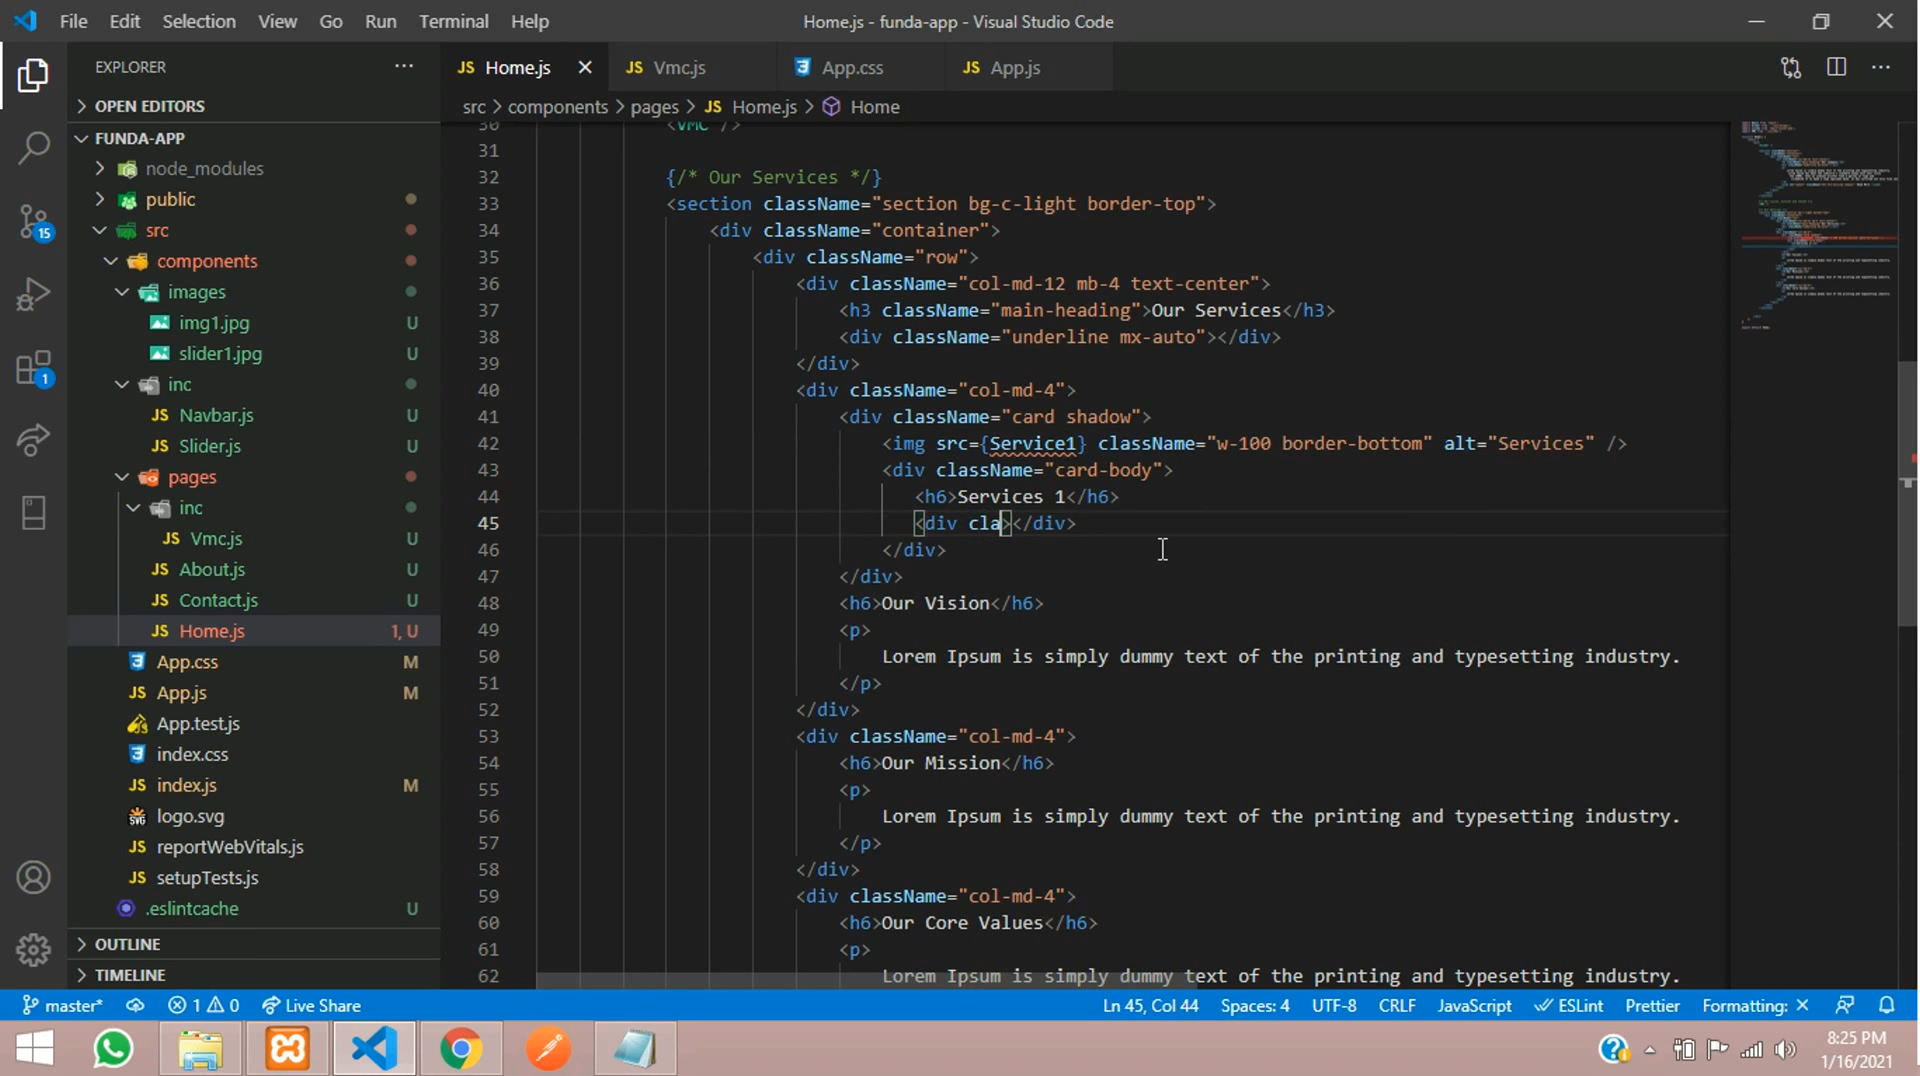 File Edit Selection View Go Run Terminal Help Home.js - funda-app - Visual Studio Code
EXPLORER
OPEN EDITORS
FUNDA-APP
node_modules
public
src
components
images
img1.jpg U
slider1.jpg U
inc
Navbar.js U
Slider.js U
pages
inc
Vmc.js U
About.js U
Contact.js U
Home.js 1, U
App.css M
App.js M
App.test.js
index.css
index.js M
logo.svg
reportWebVitals.js
setupTests.js
.eslintcache U
OUTLINE
TIMELINE
15
1
JS Home.js JS Vmc.js App.css JS App.js
src > components > pages > JS Home.js > Home
30 <VMC />
31
32 {/* Our Services */}
33 <section className="section bg-c-light border-top">
34 <div className="container">
35 <div className="row">
36 <div className="col-md-12 mb-4 text-center">
37 <h3 className="main-heading">Our Services</h3>
38 <div className="underline mx-auto"></div>
39 </div>
40 <div className="col-md-4">
41 <div className="card shadow">
42 <img src={Service1} className="w-100 border-bottom" alt="Services" />
43 <div className="card-body">
44 <h6>Services 1</h6>
45 <div cla></div>
46 </div>
47 </div>
48 <h6>Our Vision</h6>
49 <p>
50 Lorem Ipsum is simply dummy text of the printing and typesetting industry.
51 </p>
52 </div>
53 <div className="col-md-4">
54 <h6>Our Mission</h6>
55 <p>
56 Lorem Ipsum is simply dummy text of the printing and typesetting industry.
57 </p>
58 </div>
59 <div className="col-md-4">
60 <h6>Our Core Values</h6>
61 <p>
62 Lorem Ipsum is simply dummy text of the printing and typesetting industry.
master* 1 0 Live Share Ln 45, Col 44 Spaces: 4 UTF-8 CRLF JavaScript ESLint Prettier Formatting: ×
8:25 PM
1/16/2021